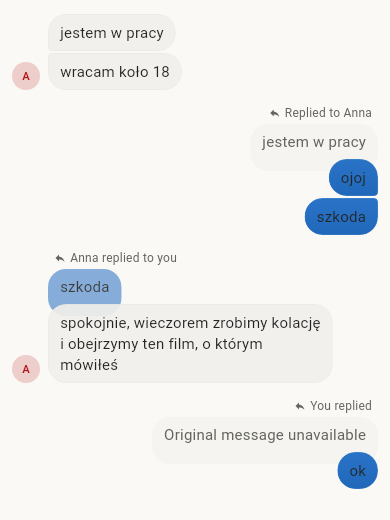 jestem w pracy
wracam koło 18
A
Replied to Anna
jestem w pracy
ojoj
szkoda
Anna replied to you
szkoda
spokojnie, wieczorem zrobimy kolację
i obejrzymy ten film, o którym
mówiłeś
A
You replied
Original message unavailable
ok